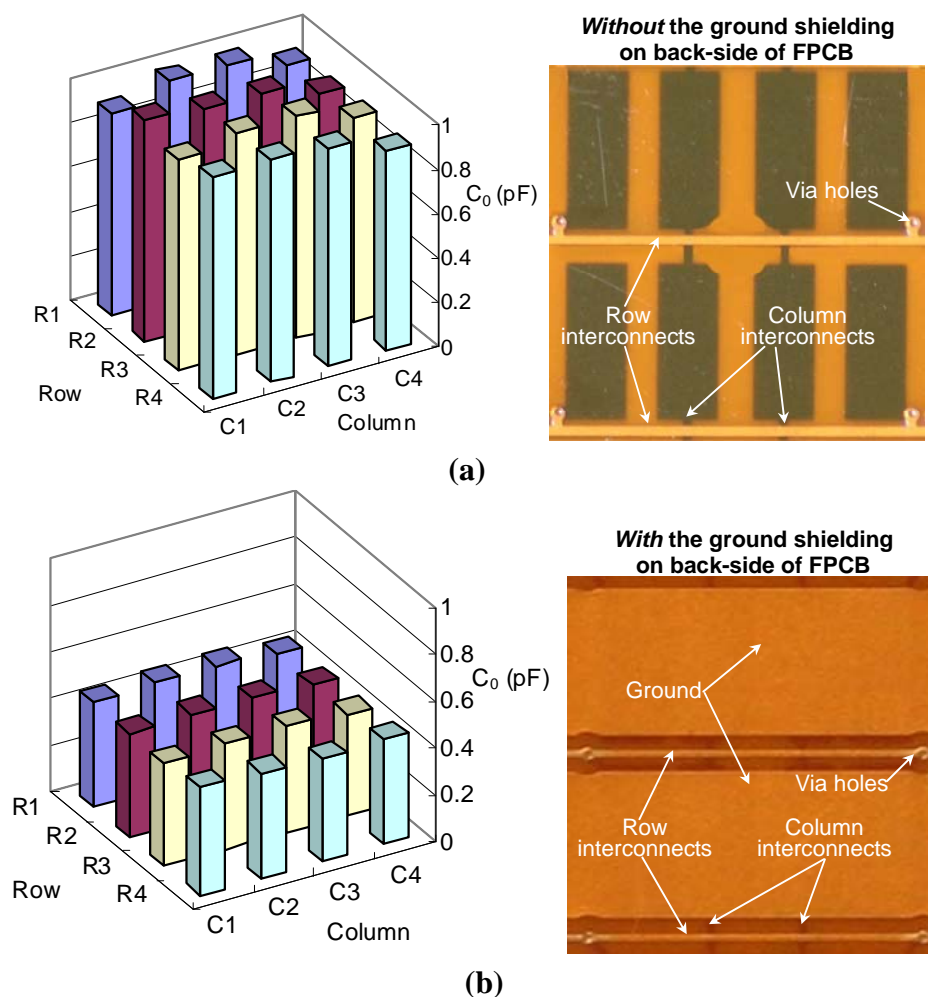 Without the ground shielding
on back-side of FPCB
1
0.8
C0 (pF)
0.6
0.4
0.2
0
R1
R2
R3
R4
Row
C1
C2
C3
C4
Column
Via holes
Row
interconnects
Column
interconnects
(a)
With the ground shielding
on back-side of FPCB
1
0.8
C0 (pF)
0.6
0.4
0.2
0
R1
R2
R3
R4
Row
C1
C2
C3
C4
Column
Ground
Via holes
Row
interconnects
Column
interconnects
(b)